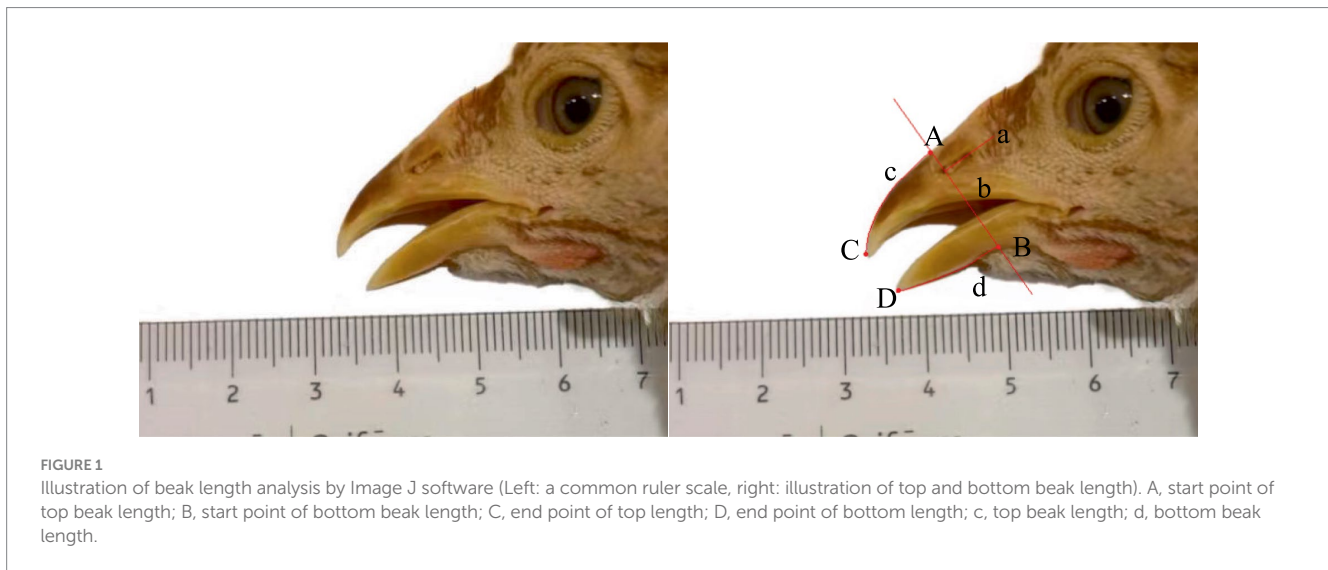 A
a
c
b
C
B
D
d
1 2 3 4 5 6 7
1 2 3 4 5 6 7
FIGURE 1
Illustration of beak length analysis by Image J software (Left: a common ruler scale, right: illustration of top and bottom beak length). A, start point of
top beak length; B, start point of bottom beak length; C, end point of top length; D, end point of bottom length; c, top beak length; d, bottom beak
length.